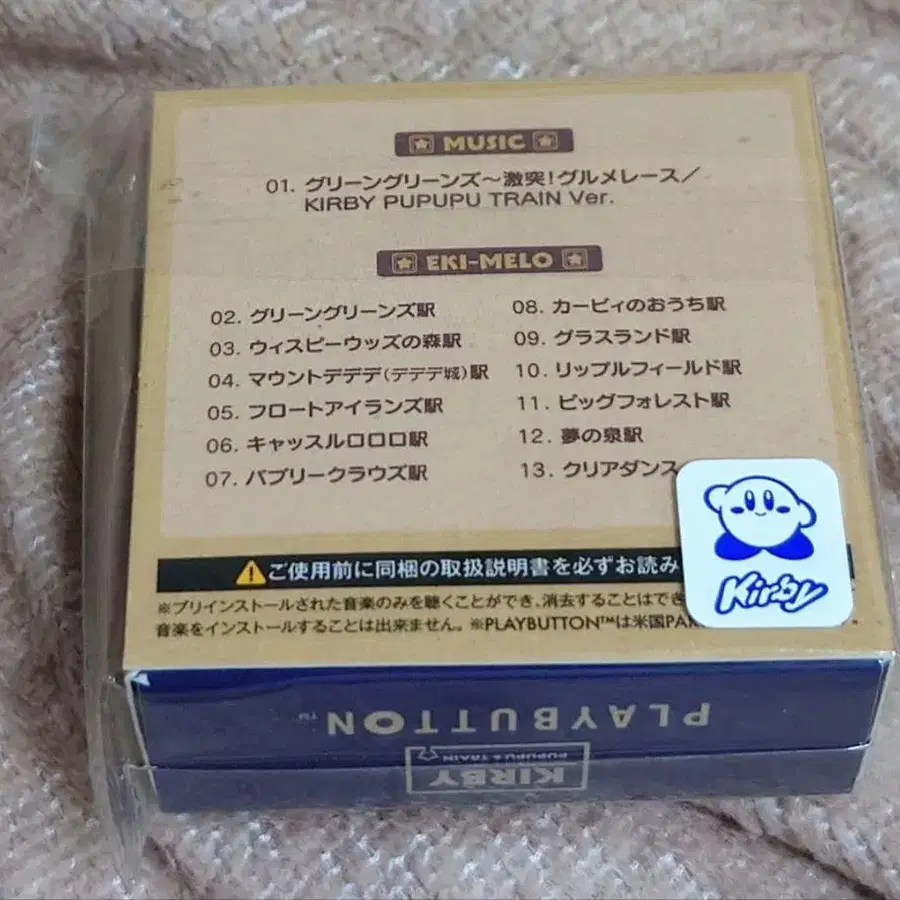 MUSIC
01. グリーングリーンズ～激突！グルメレース／
KIRBY PUPUPU TRAIN Ver.
EKI-MELO
02. グリーングリーンズ駅
03. ウィスピーウッズの森駅
04. マウントデデデ（デデデ城）駅
05. フロートアイランズ駅
06. キャッスルロロロ駅
07. バブリークラウズ駅
08. カービィのおうち駅
09. グラスランド駅
10. リップルフィールド駅
11. ビッグフォレスト駅
12. 夢の泉駅
13. クリアダンス
Kirby
ご使用前に同梱の取扱説明書を必ずお読み
※プリインストールされた音楽のみを聴くことができ、消去することはでき
音楽をインストールすることは出来ません。※PLAYBUTTON™は米国PAR
PLAYBUTTON™
KIRBY
PUPUPU TRAIN